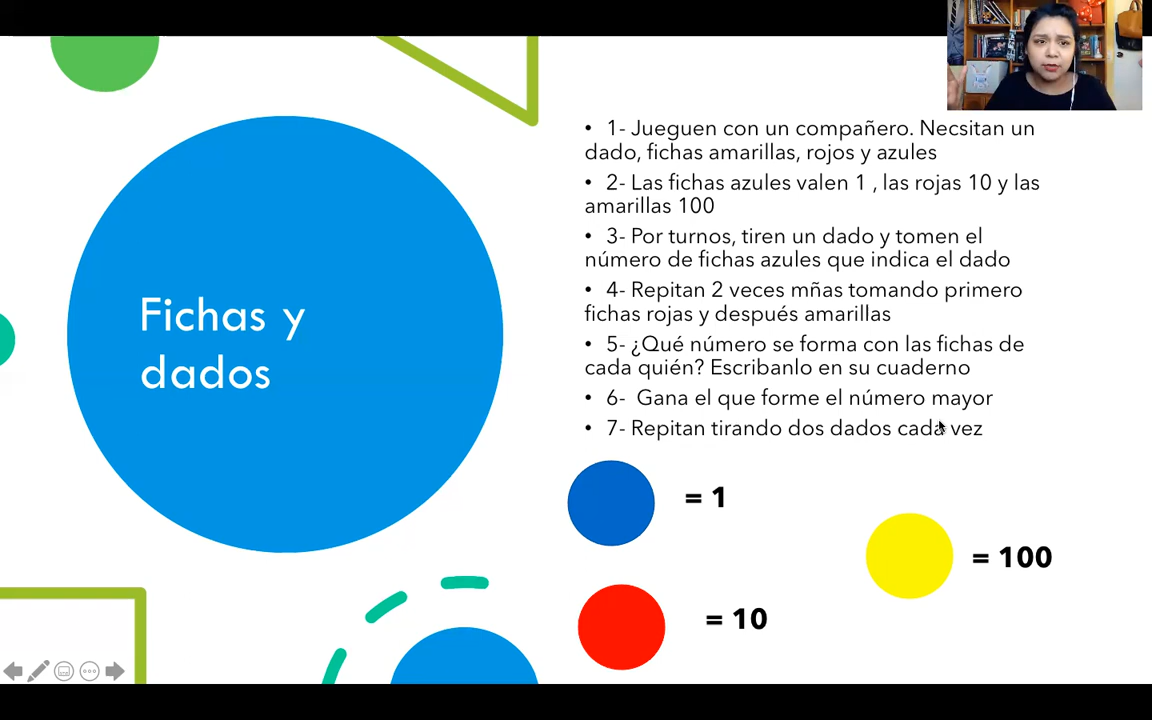 Fichas y
dados
• 1- Jueguen con un compañero. Necsitan un
dado, fichas amarillas, rojos y azules
• 2- Las fichas azules valen 1 , las rojas 10 y las
amarillas 100
• 3- Por turnos, tiren un dado y tomen el
número de fichas azules que indica el dado
• 4- Repitan 2 veces mñas tomando primero
fichas rojas y después amarillas
• 5- ¿Qué número se forma con las fichas de
cada quién? Escribanlo en su cuaderno
• 6- Gana el que forme el número mayor
• 7- Repitan tirando dos dados cada vez
= 1
= 100
= 10